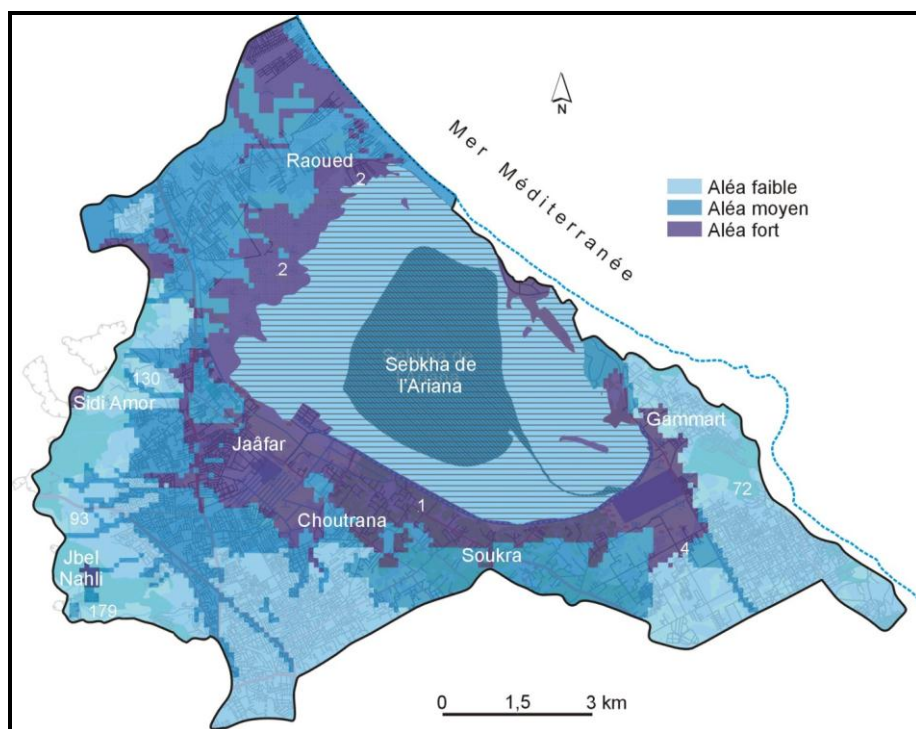 N
Mer Méditerranée
Aléa faible
Aléa moyen
Aléa fort
Raoued
2
2
Sebkha de
l'Ariana
130
Sidi Amor
Gammart
Jaâfar
72
1
93
Choutrana
Soukra
4
Jbel
Nahli
179
0 1,5 3 km